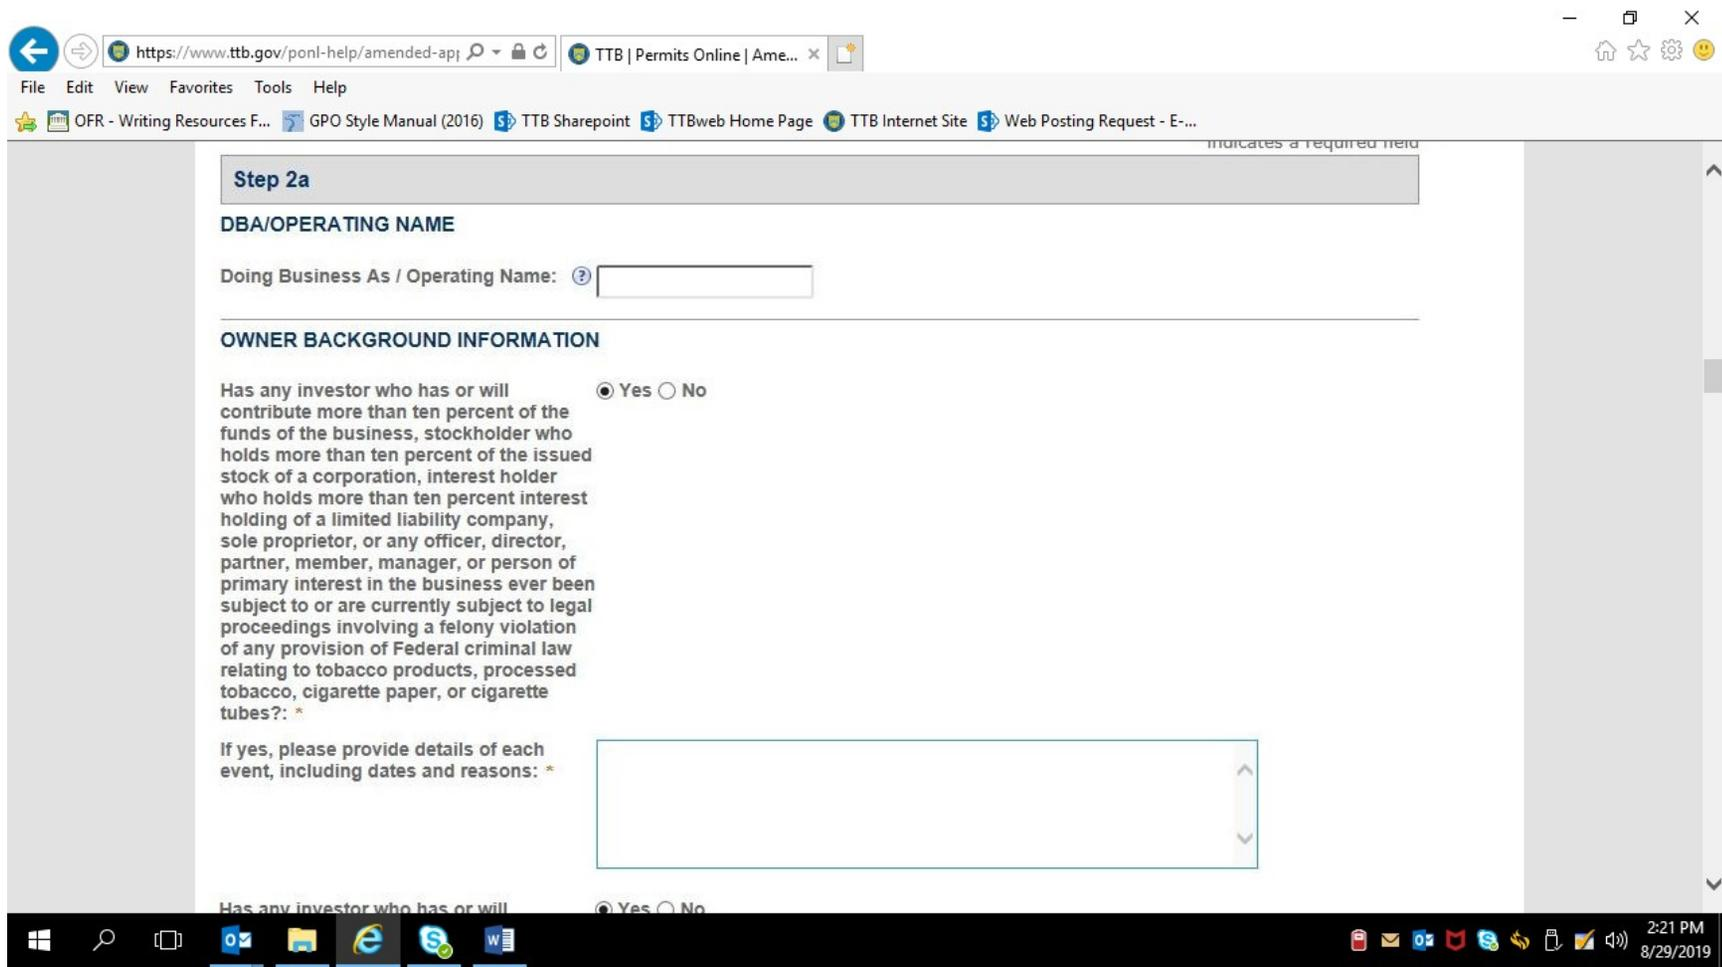 https://www.ttb.gov/ponl-help/amended-app
TTB | Permits Online | Ame...
File Edit View Favorites Tools Help
OFR - Writing Resources F... GPO Style Manual (2016) TTB Sharepoint TTBweb Home Page TTB Internet Site Web Posting Request - E-...
indicates a required field
Step 2a
DBA/OPERATING NAME
Doing Business As / Operating Name: ?
OWNER BACKGROUND INFORMATION
Has any investor who has or will Yes No
contribute more than ten percent of the
funds of the business, stockholder who
holds more than ten percent of the issued
stock of a corporation, interest holder
who holds more than ten percent interest
holding of a limited liability company,
sole proprietor, or any officer, director,
partner, member, manager, or person of
primary interest in the business ever been
subject to or are currently subject to legal
proceedings involving a felony violation
of any provision of Federal criminal law
relating to tobacco products, processed
tobacco, cigarette paper, or cigarette
tubes?: *
If yes, please provide details of each
event, including dates and reasons: *
Has any investor who has or will Yes No
2:21 PM
8/29/2019